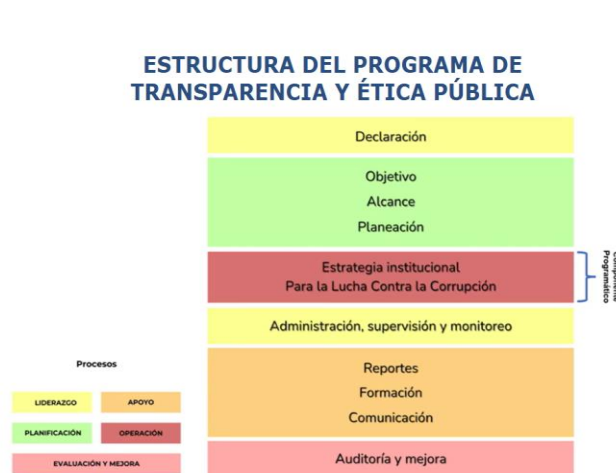 ESTRUCTURA DEL PROGRAMA DE
TRANSPARENCIA Y ÉTICA PÚBLICA
Declaración
Objetivo
Alcance
Planeación
Estrategia institucional
Para la Lucha Contra la Corrupción
Programático
Administración, supervisión y monitoreo
Reportes
Formación
Comunicación
Auditoría y mejora
Procesos
LIDERAZGO
APOYO
PLANIFICACIÓN
OPERACIÓN
EVALUACIÓN Y MEJORA